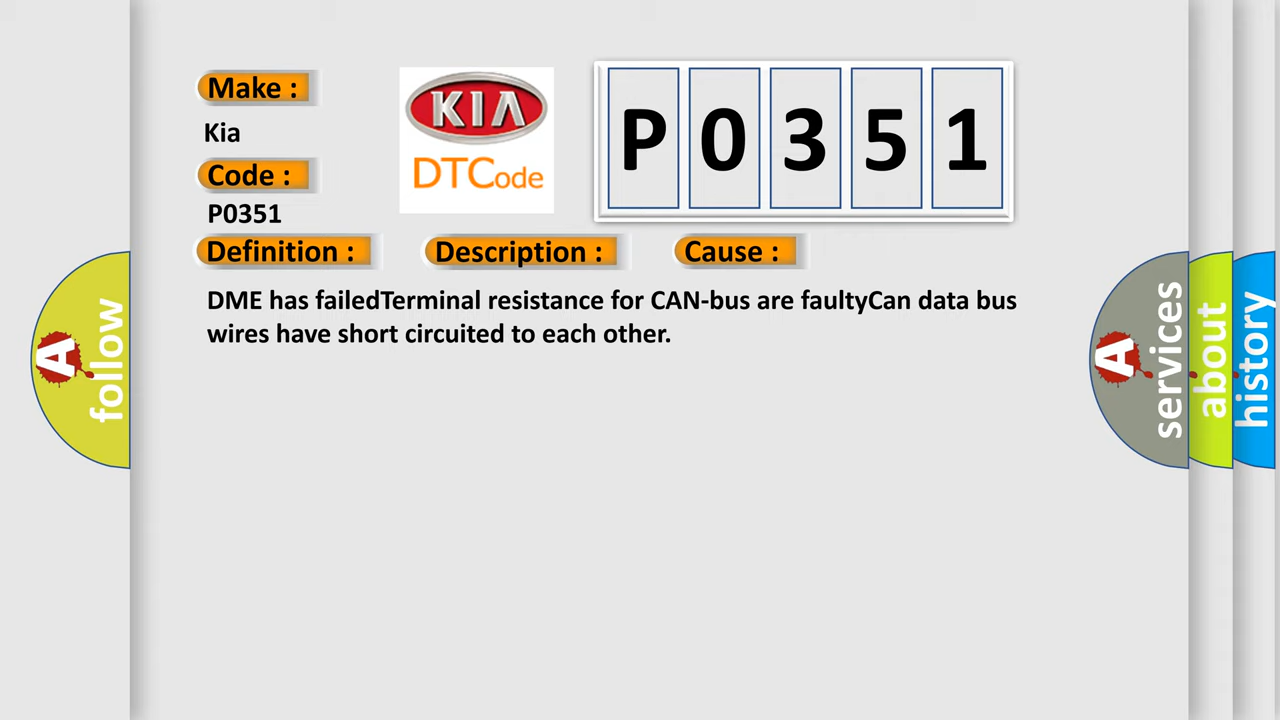 Make :
Kia
Code :
P0351
KIA
DTCode
P0351
Definition :
Description :
Cause :
DME has failedTerminal resistance for CAN-bus are faultyCan data bus
wires have short circuited to each other.
A
follow
A
services
about
history